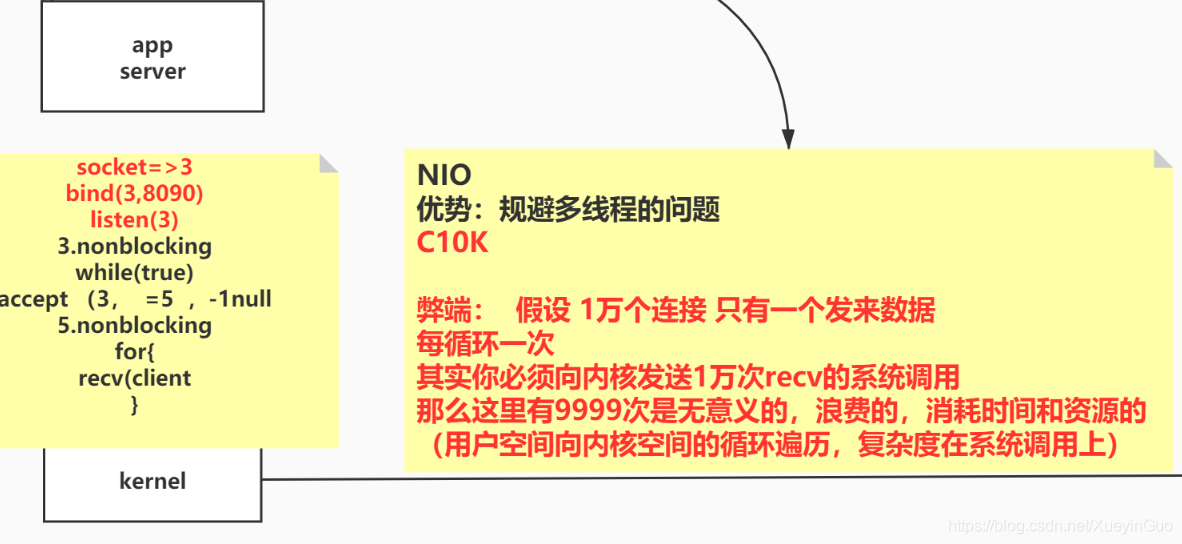 app
server
socket=>3
bind(3,8090)
listen(3)
3.nonblocking
while(true)
accept （3， =5 ，-1null
5.nonblocking
for{
recv(client
}
kernel
NIO
优势：规避多线程的问题
C10K
弊端： 假设 1万个连接 只有一个发来数据
每循环一次
其实你必须向内核发送1万次recv的系统调用
那么这里有9999次是无意义的，浪费的，消耗时间和资源的
（用户空间向内核空间的循环遍历，复杂度在系统调用上）
https://blog.csdn.net/XueyinGuo